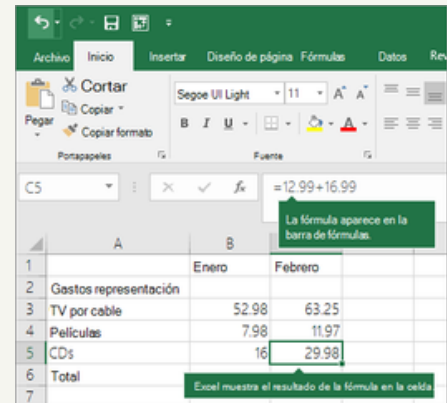 Archivo Inicio Insertar Diseño de página Fórmulas Datos Rev
Pegar
Cortar
Copiar
Copiar formato
Portapapeles
Segoe UI Light 11 A A
N I U A
Fuente
C5 fx =12.99+16.99
La fórmula aparece en la
barra de fórmulas.
A B
1 Enero Febrero
2 Gastos representación
3 TV por cable 52.98 63.25
4 Películas 7.98 11.97
5 CDs 16 29.98
6 Total
Excel muestra el resultado de la fórmula en la celda.
7